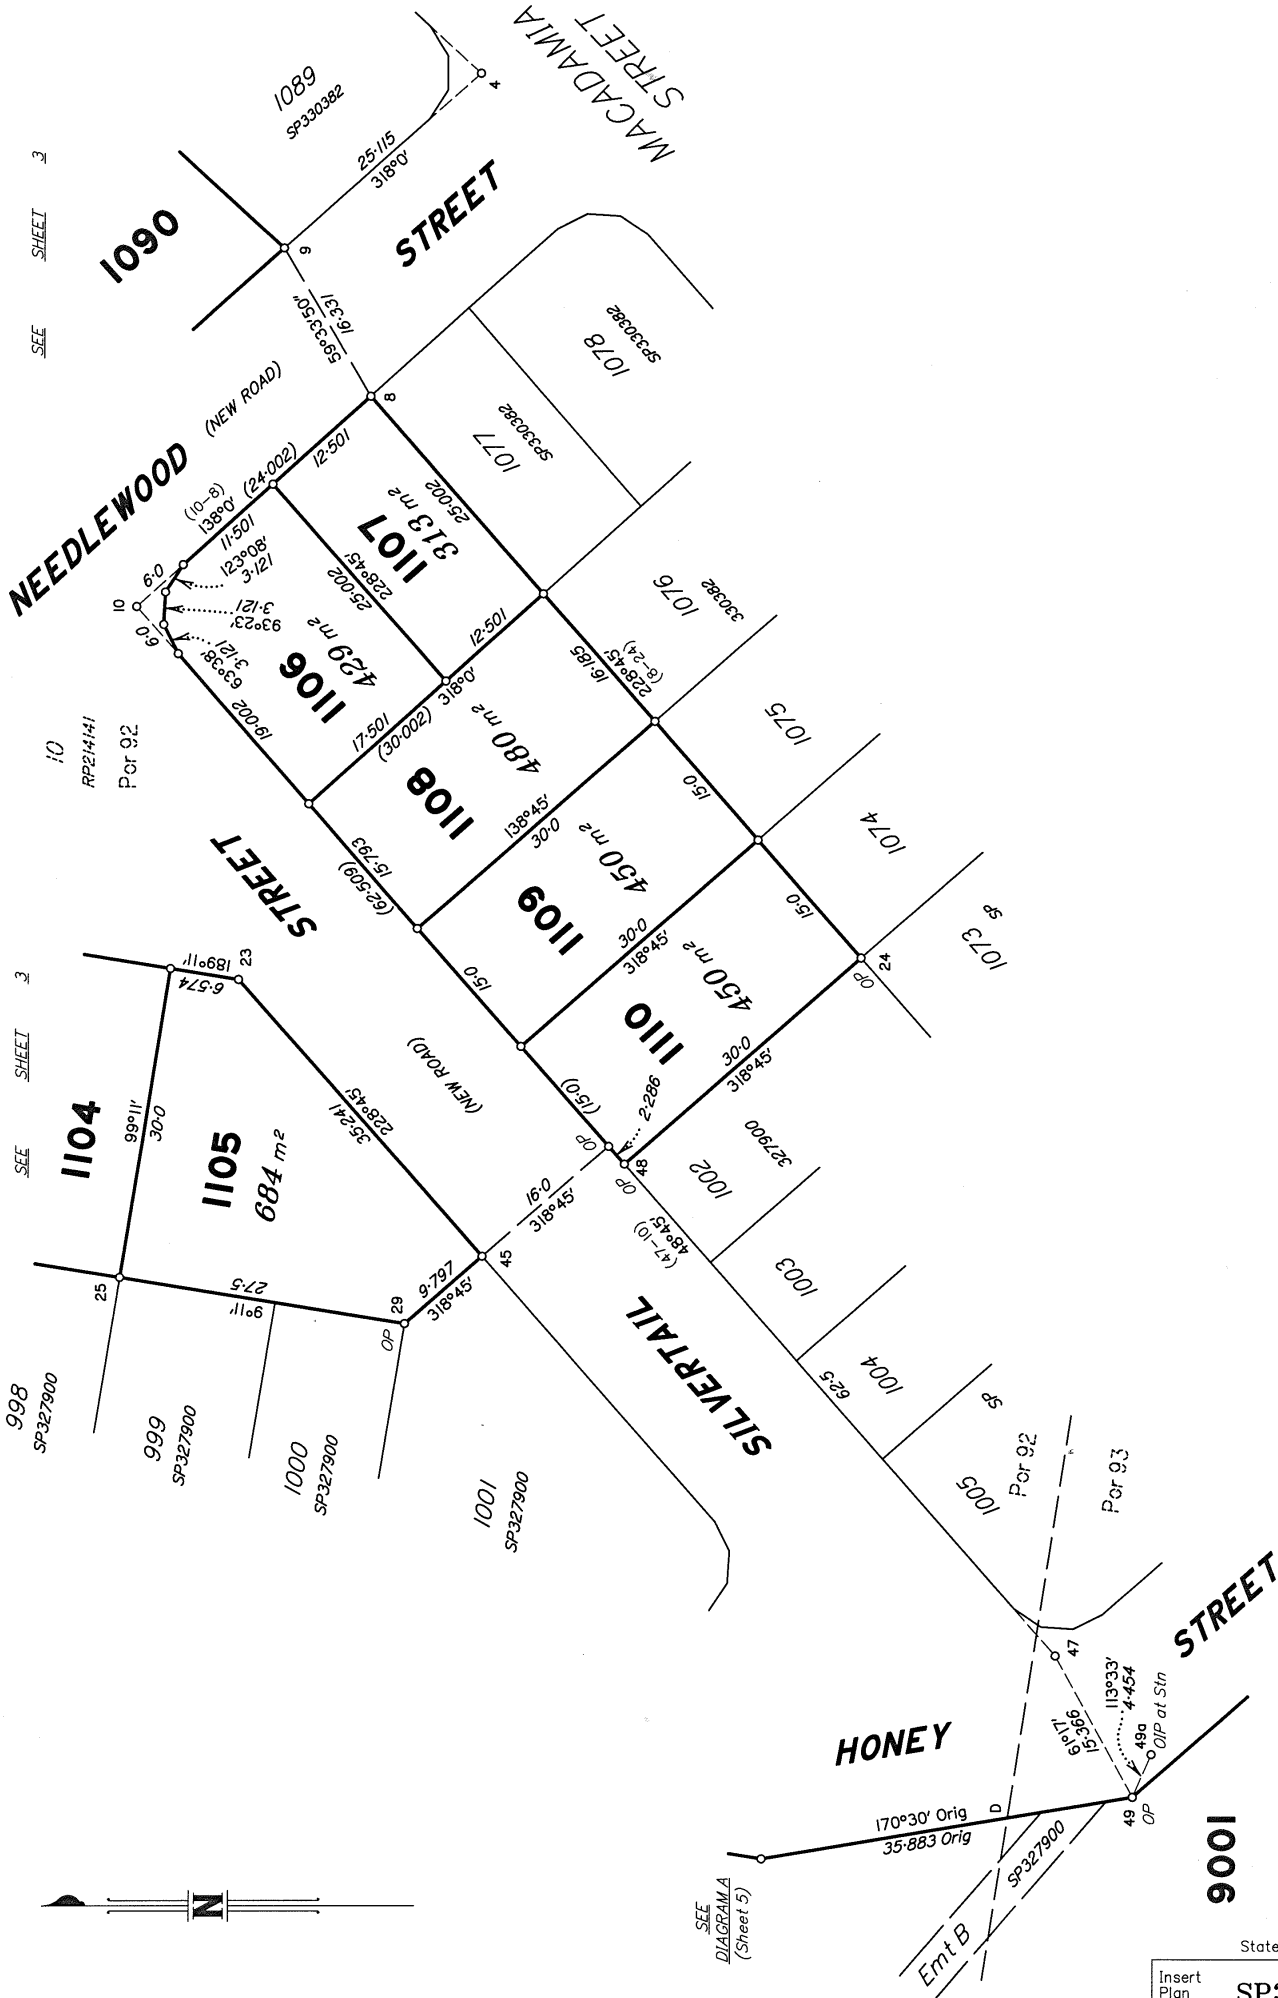 SEE SHEET 3
1090
1089
SP330382
25·115
318°0'
4
9
MACADAMIA
STREET
NEEDLEWOOD
STREET
(NEW ROAD)
59°33'50"
16·331
8
10
6·0
6·0
(10-8)
138°0'
(24·002)
11·501
12·501
123°08'
3·121
93°23'
3·121
63°38'
3·121
19·002
1106
429 m²
228°45'
25·002
1107
313 m²
25·002
12·501
1077
SP330382
1078
SP330382
10
RP214141
Por 92
17·501
(30·002)
318°0'
1108
480 m²
16·185
228°45'
(8-24)
1076
330382
1075
1074
1073
SP
15·793
(62·509)
138°45'
30·0
1109
450 m²
15·0
15·0
15·0
30·0
318°45'
1110
450 m²
OP
24
30·0
318°45'
(15·0)
2·286
OP
OP
48
STREET
(NEW ROAD)
SILVERTAIL
SEE SHEET 3
1104
99°11'
30·0
189°11'
6·574
23
1105
684 m²
228°45'
35·241
25
9°11'
27·5
29
OP
9·797
318°45'
45
16·0
318°45'
998
SP327900
999
SP327900
1000
SP327900
1001
SP327900
(47-10)
48°45'
1002
327900
1003
1004
62·5
SP
1005
Por 92
Por 93
47
61°17'
15·366
113°33'
4·454
49a
OIP at Stn
49
OP
HONEY
STREET
170°30' Orig
35·883 Orig
D
SP327900
Emt B
9001
SEE
DIAGRAM A
(Sheet 5)
N
State
Insert
Plan